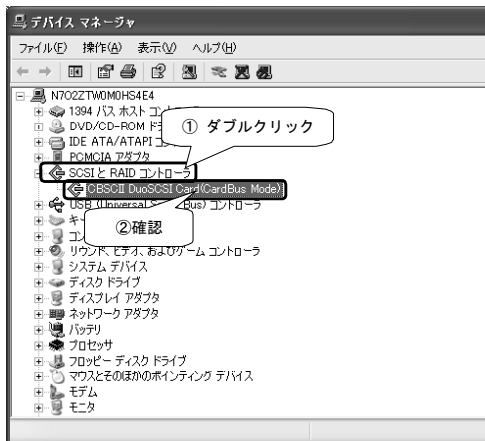 デバイス マネージャ
ファイル(F) 操作(A) 表示(V) ヘルプ(H)
N702ZTW0M0HS4E4
1394 バス ホスト コ
DVD/CD-ROM ドラ
① ダブルクリック
IDE ATA/ATAPI コ
PCMCIA アダプタ
SCSI と RAID コントローラ
CBSCII DuoSCSI Card(CardBus Mode)
USB (Universal Serial Bus) コントローラ
キー
②確認
コン
サウンド、ビデオ、およびゲーム コントローラ
システム デバイス
ディスク ドライブ
ディスプレイ アダプタ
ネットワーク アダプタ
バッテリ
プロセッサ
フロッピー ディスク ドライブ
マウスとそのほかのポインティング デバイス
モデム
モニタ